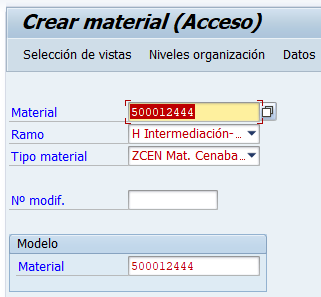 Crear material (Acceso)
Selección de vistas Niveles organización Datos
Material 500012444
Ramo H Intermediación-...
Tipo material ZCEN Mat. Cenaba...
Nº modif.
Modelo
Material 500012444